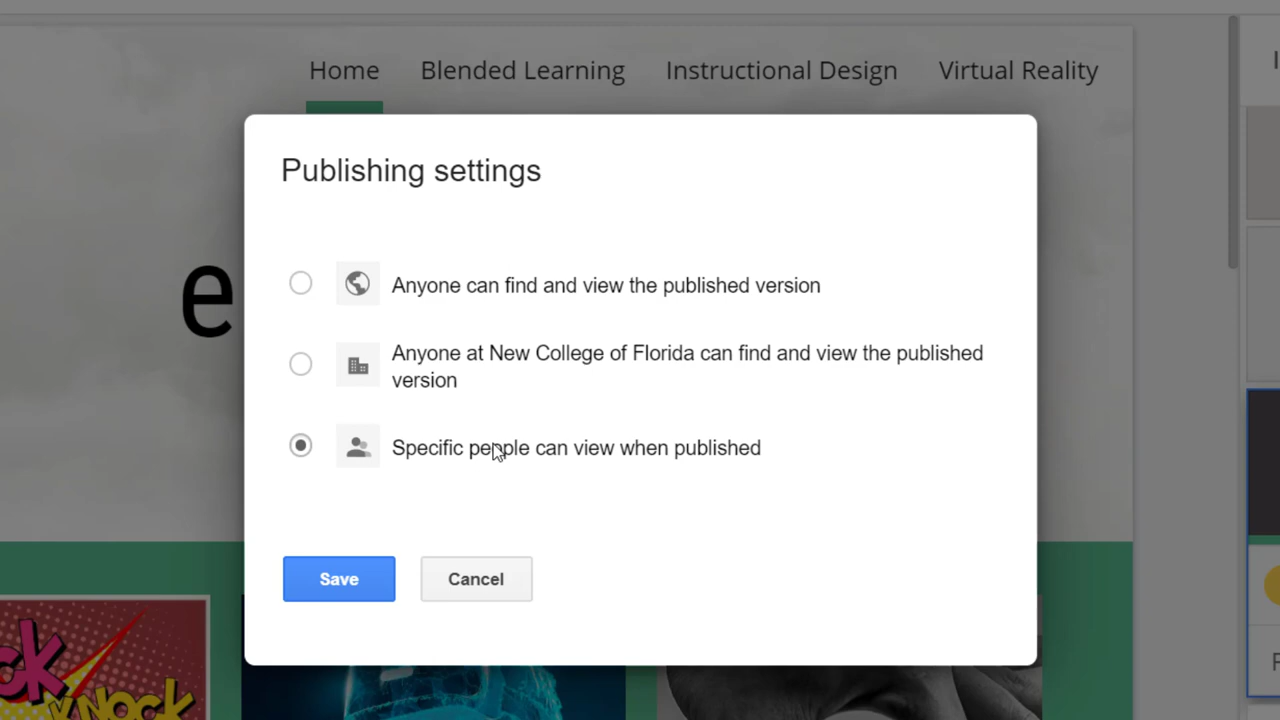 Home Blended Learning Instructional Design Virtual Reality
Publishing settings
e
Anyone can find and view the published version
Anyone at New College of Florida can find and view the published
version
Specific people can view when published
Save Cancel
NOCK